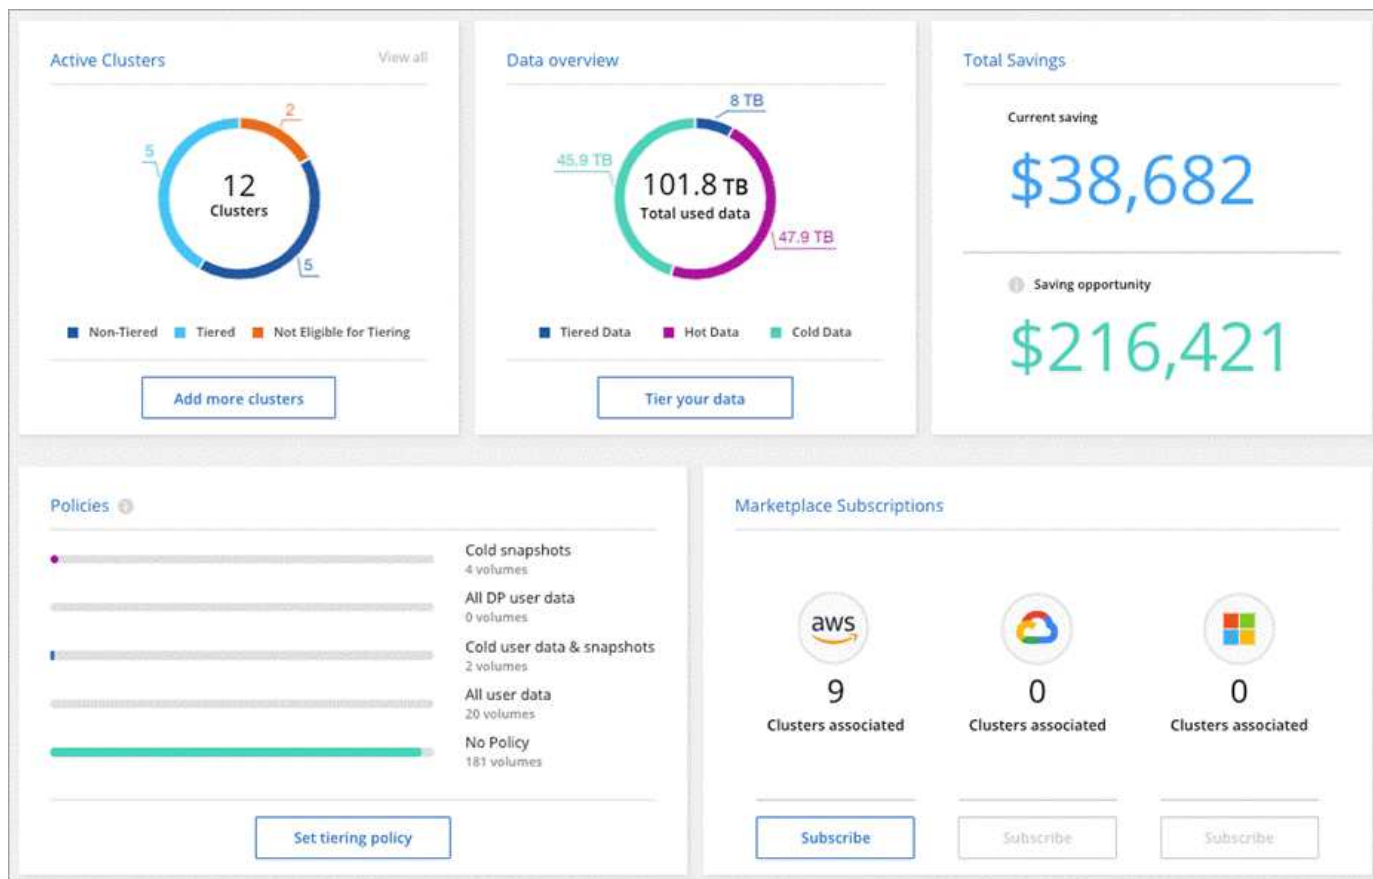 Active Clusters
View all
2
5
12
Clusters
5
Non-Tiered
Tiered
Not Eligible for Tiering
Add more clusters
Data overview
8 TB
45.9 TB
101.8 TB
Total used data
47.9 TB
Tiered Data
Hot Data
Cold Data
Tier your data
Total Savings
Current saving
$38,682
Saving opportunity
$216,421
Policies
Cold snapshots
4 volumes
All DP user data
0 volumes
Cold user data & snapshots
2 volumes
All user data
20 volumes
No Policy
181 volumes
Set tiering policy
Marketplace Subscriptions
aws
9
Clusters associated
Subscribe
0
Clusters associated
Subscribe
0
Clusters associated
Subscribe